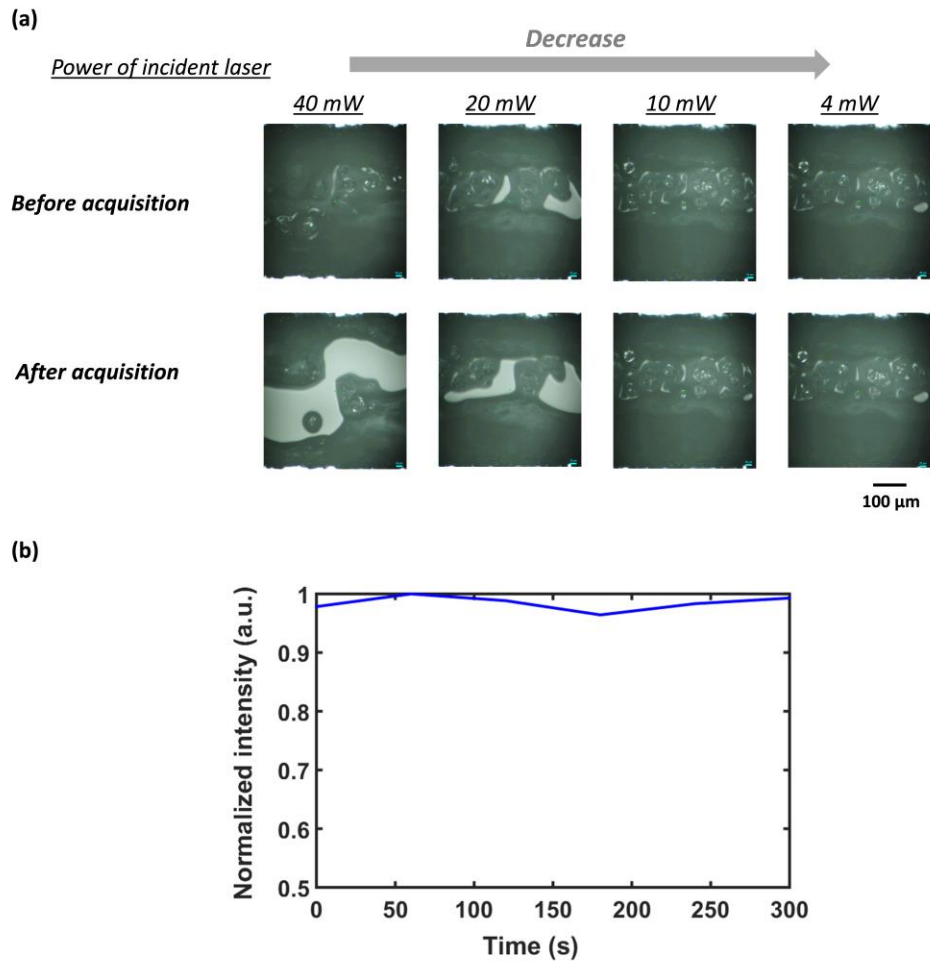 (a)
Decrease
Power of incident laser
40 mW 20 mW 10 mW 4 mW
Before acquisition
After acquisition
100 µm
(b)
1
0.9
0.8
0.7
0.6
0.5
Normalized intensity (a.u.)
0 50 100 150 200 250 300
Time (s)